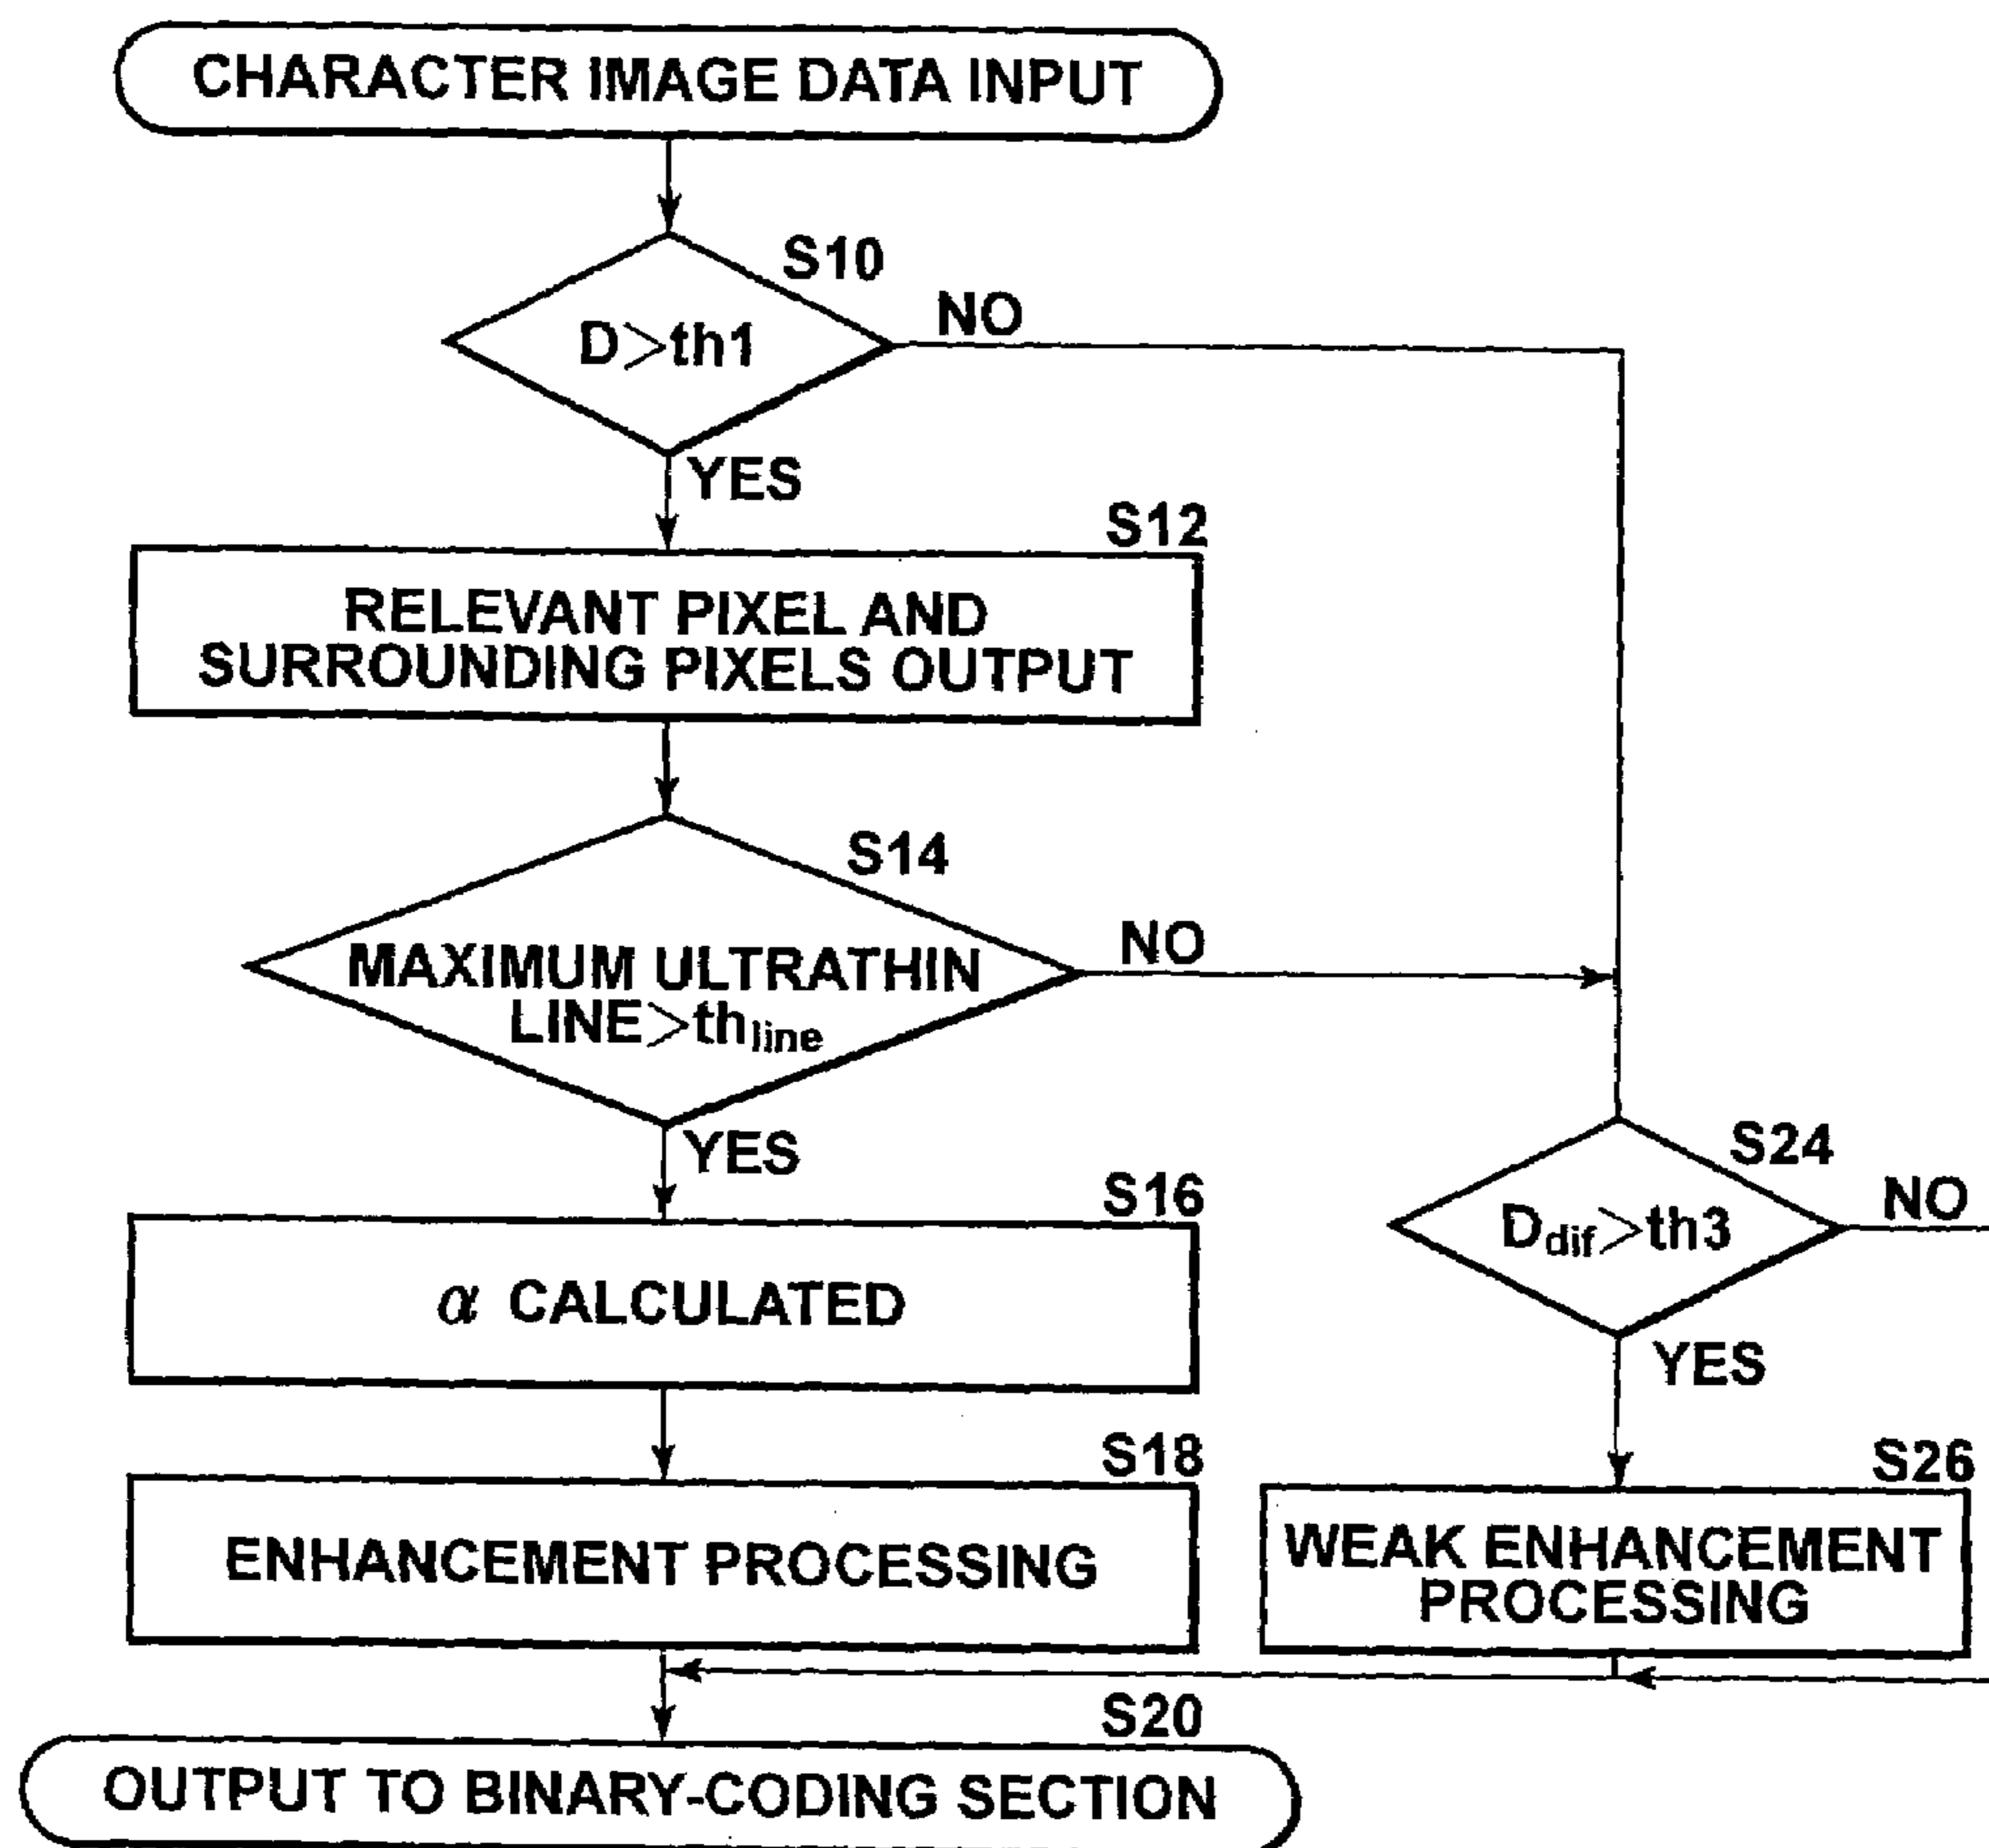 CHARACTER IMAGE DATA INPUT
S10
D>th1
NO
YES
S12
RELEVANT PIXEL AND
SURROUNDING PIXELS OUTPUT
S14
MAXIMUM ULTRATHIN
LINE>thline
NO
YES
S16
α CALCULATED
S18
ENHANCEMENT PROCESSING
S24
Ddif>th3
NO
YES
S26
WEAK ENHANCEMENT
PROCESSING
S20
OUTPUT TO BINARY-CODING SECTION